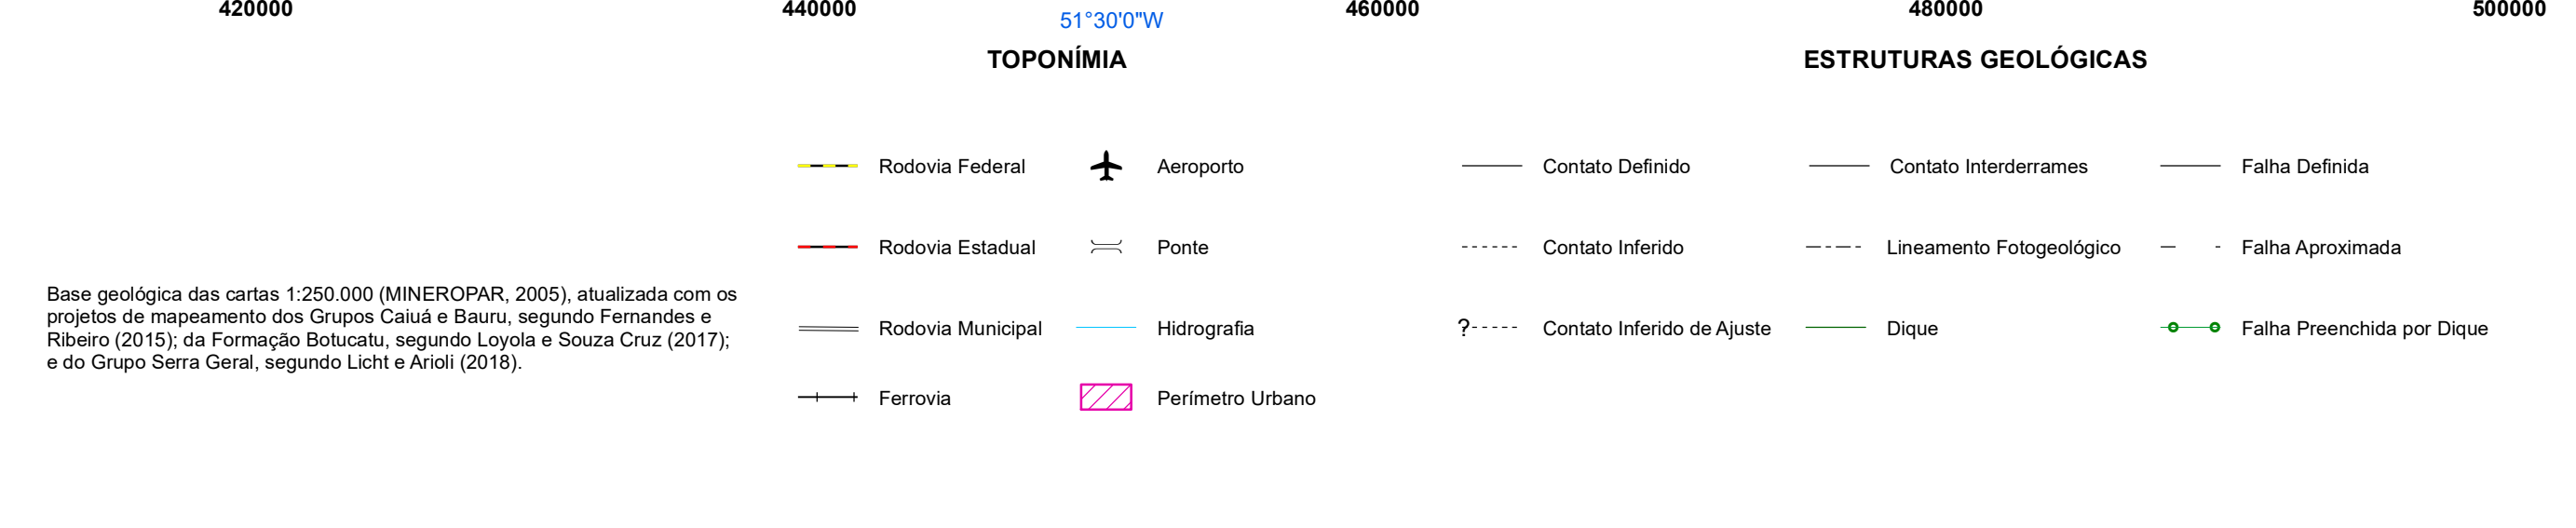 420000 440000 51°30'0"W 460000 480000 500000
TOPONÍMIA
ESTRUTURAS GEOLÓGICAS
Base geológica das cartas 1:250.000 (MINEROPAR, 2005), atualizada com os
projetos de mapeamento dos Grupos Caiuá e Bauru, segundo Fernandes e
Ribeiro (2015); da Formação Botucatu, segundo Loyola e Souza Cruz (2017);
e do Grupo Serra Geral, segundo Licht e Arioli (2018).
Rodovia Federal
Rodovia Estadual
Rodovia Municipal
Ferrovia
Aeroporto
Ponte
Hidrografia
Perímetro Urbano
Contato Definido
Contato Inferido
? Contato Inferido de Ajuste
Contato Interderrames
Lineamento Fotogeológico
Dique
Falha Definida
Falha Aproximada
Falha Preenchida por Dique